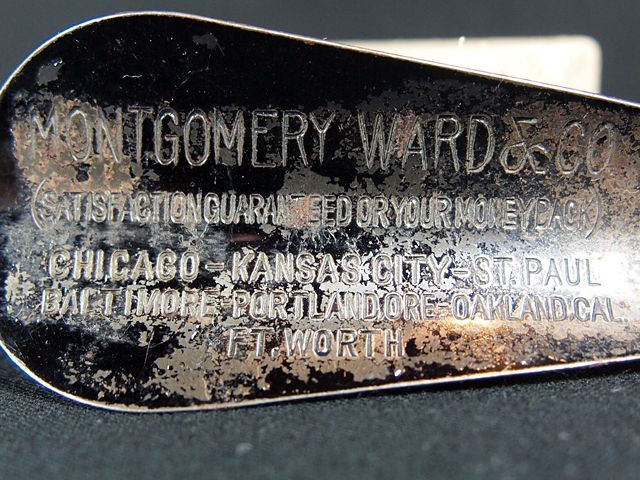 MONTGOMERY WARD & CO
(SATISFACTION GUARANTEED OR YOUR MONEY BACK)
CHICAGO-KANSAS CITY-ST. PAUL
BALTIMORE-PORTLAND,ORE-OAKLAND,CAL.
FT. WORTH